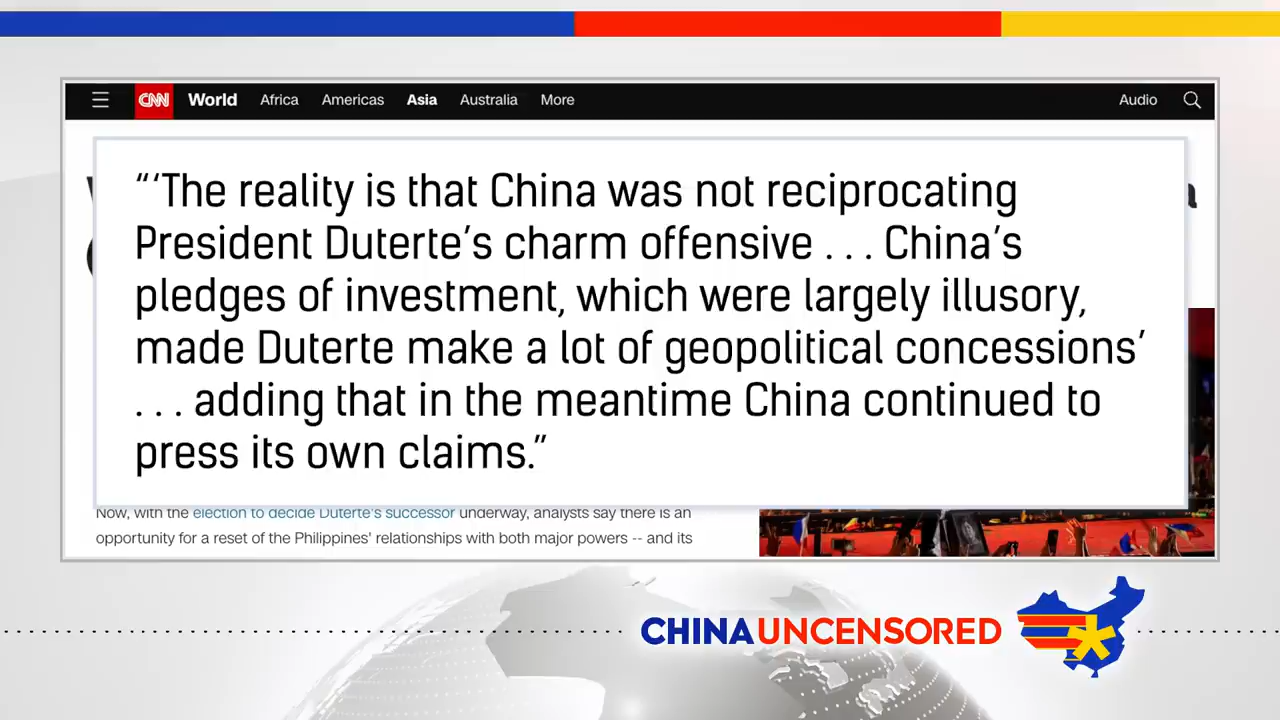 CNN World Africa Americas Asia Australia More Audio
“‘The reality is that China was not reciprocating
President Duterte’s charm offensive . . . China’s
pledges of investment, which were largely illusory,
made Duterte make a lot of geopolitical concessions’
. . . adding that in the meantime China continued to
press its own claims.”
Now, with the election to decide Duterte's successor underway, analysts say there is an
opportunity for a reset of the Philippines' relationships with both major powers -- and its
CHINA UNCENSORED